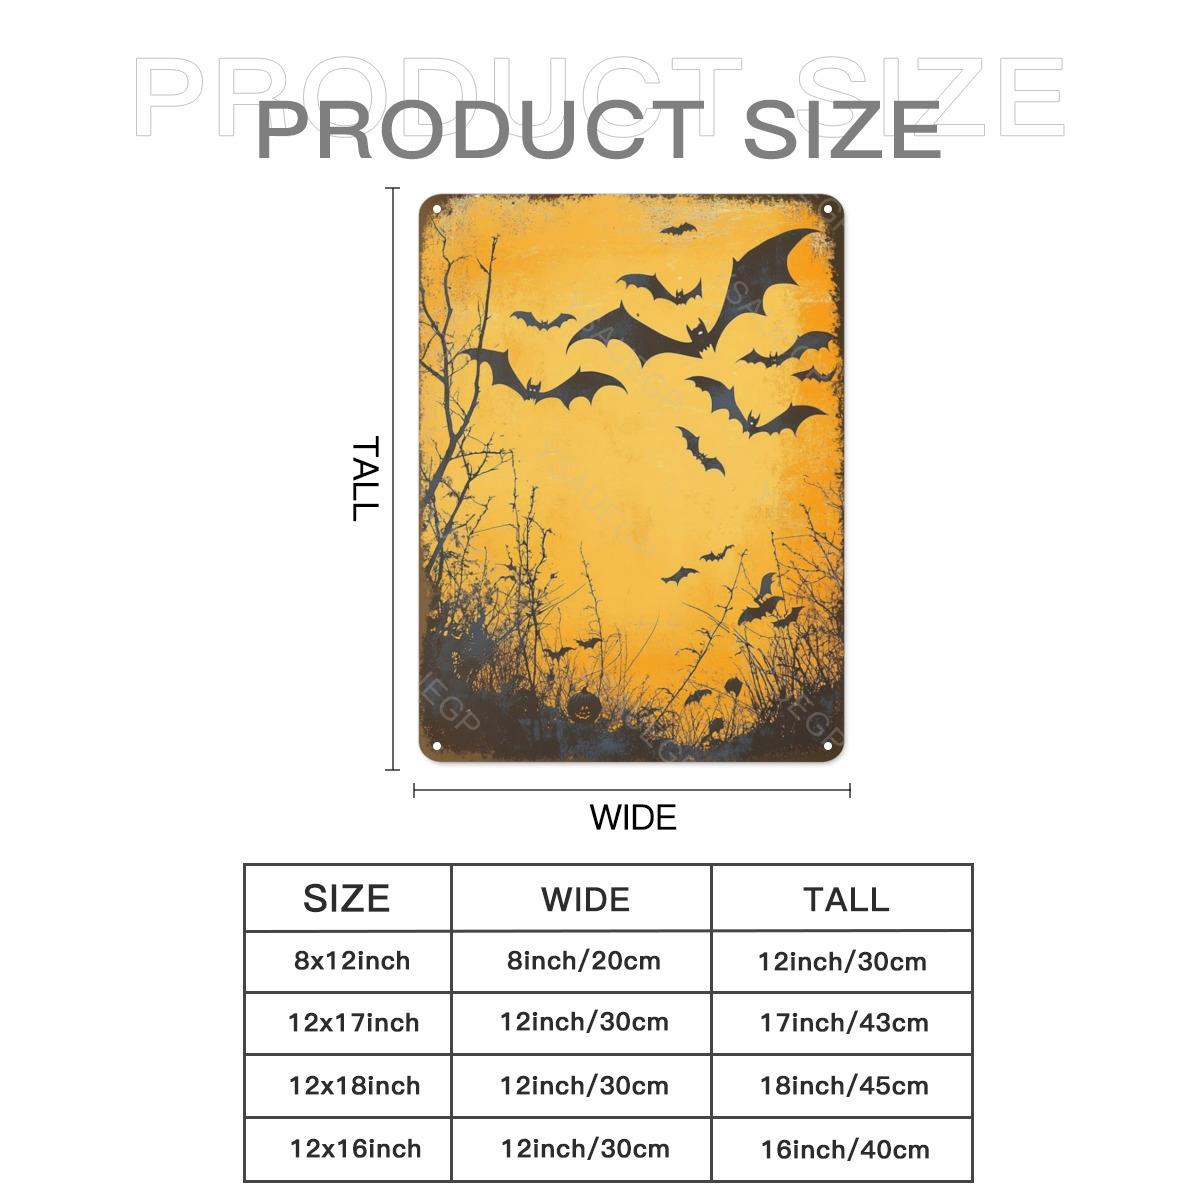 PRODUCT SIZE
PRODUCT SIZE
TALL
WIDE
SIZE WIDE TALL
8x12inch 8inch/20cm 12inch/30cm
12x17inch 12inch/30cm 17inch/43cm
12x18inch 12inch/30cm 18inch/45cm
12x16inch 12inch/30cm 16inch/40cm